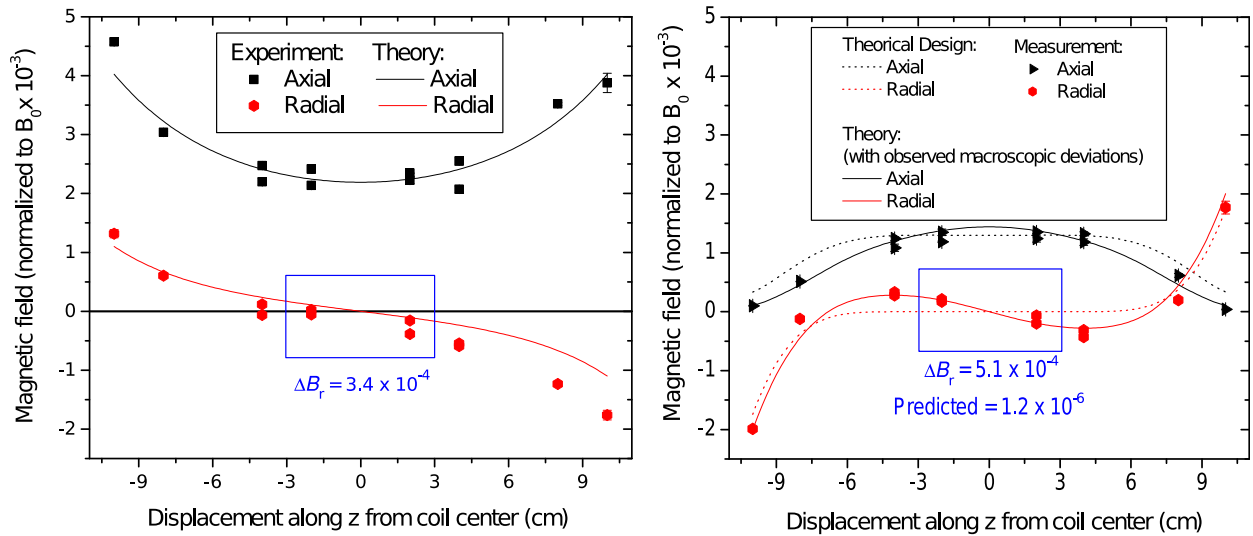 Magnetic field (normalized to B0 x 10-3)
5
4
3
2
1
0
-1
-2
Experiment: Theory:
Axial Axial
Radial Radial
ΔBr = 3.4 x 10-4
-9 -6 -3 0 3 6 9
Displacement along z from coil center (cm)
Magnetic field (normalized to B0 x 10-3)
5
4
3
2
1
0
-1
-2
Theorical Design: Measurement:
Axial Axial
Radial Radial
Theory:
(with observed macroscopic deviations)
Axial
Radial
ΔBr = 5.1 x 10-4
Predicted = 1.2 x 10-6
-9 -6 -3 0 3 6 9
Displacement along z from coil center (cm)